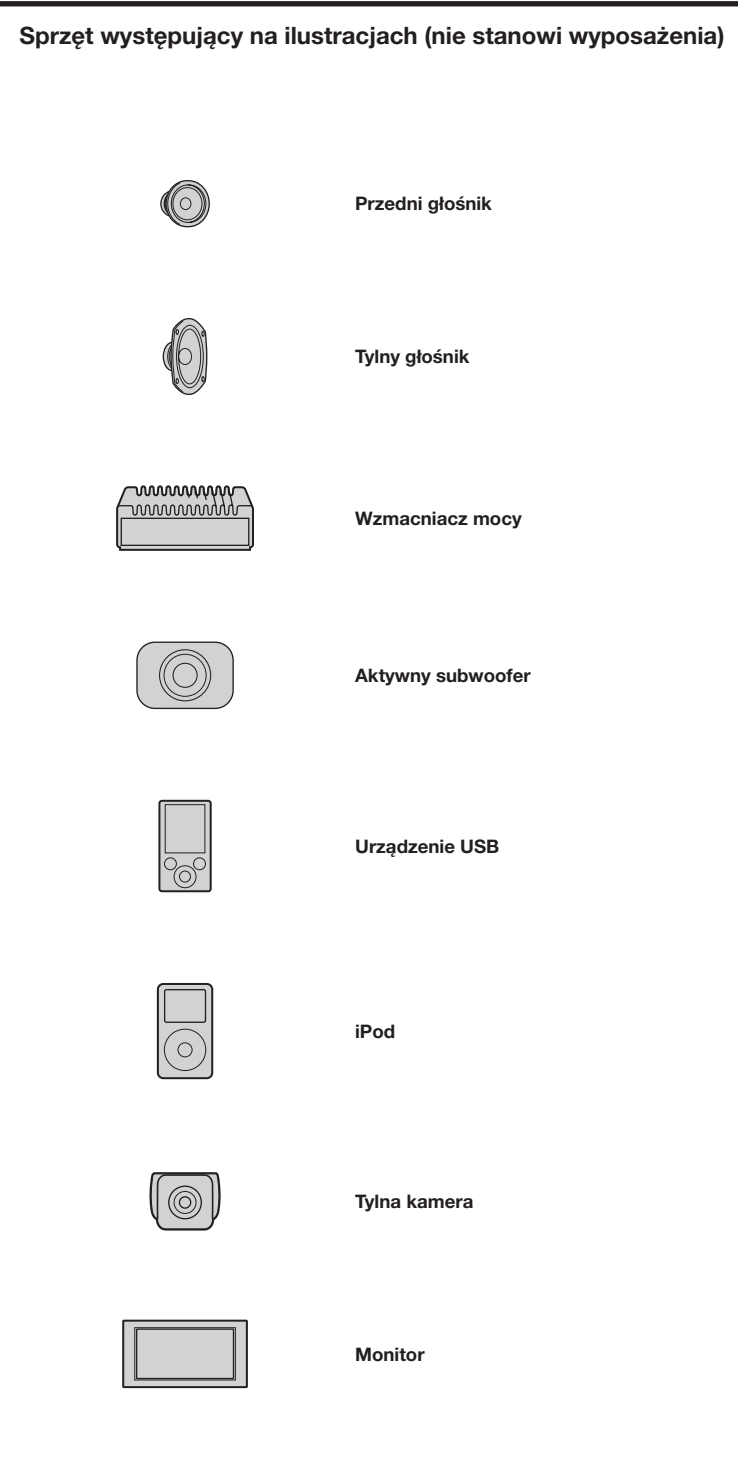 Sprzęt występujący na ilustracjach (nie stanowi wyposażenia)
Przedni głośnik
Tylny głośnik
Wzmacniacz mocy
Aktywny subwoofer
Urządzenie USB
iPod
Tylna kamera
Monitor